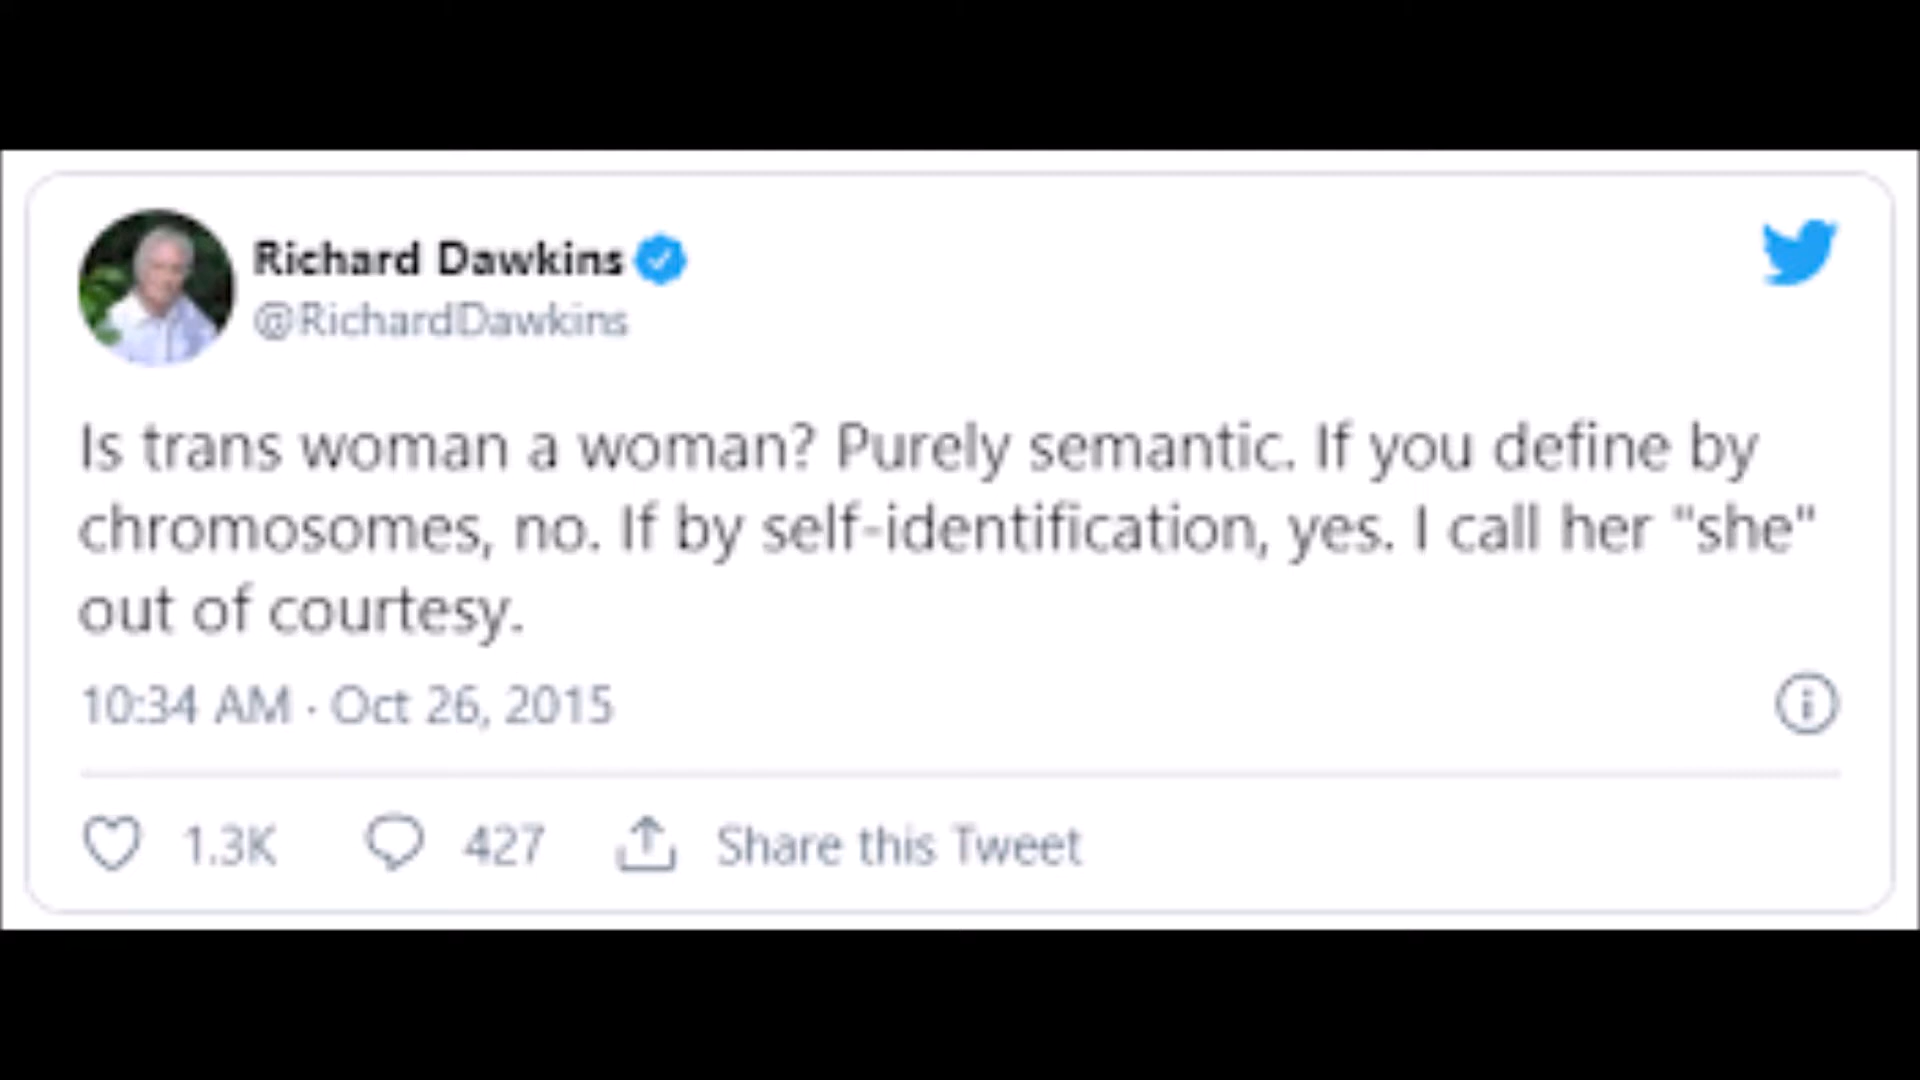 Richard Dawkins
@RichardDawkins
Is trans woman a woman? Purely semantic. If you define by
chromosomes, no. If by self-identification, yes. I call her "she"
out of courtesy.
10:34 AM · Oct 26, 2015
1.3K 427 Share this Tweet